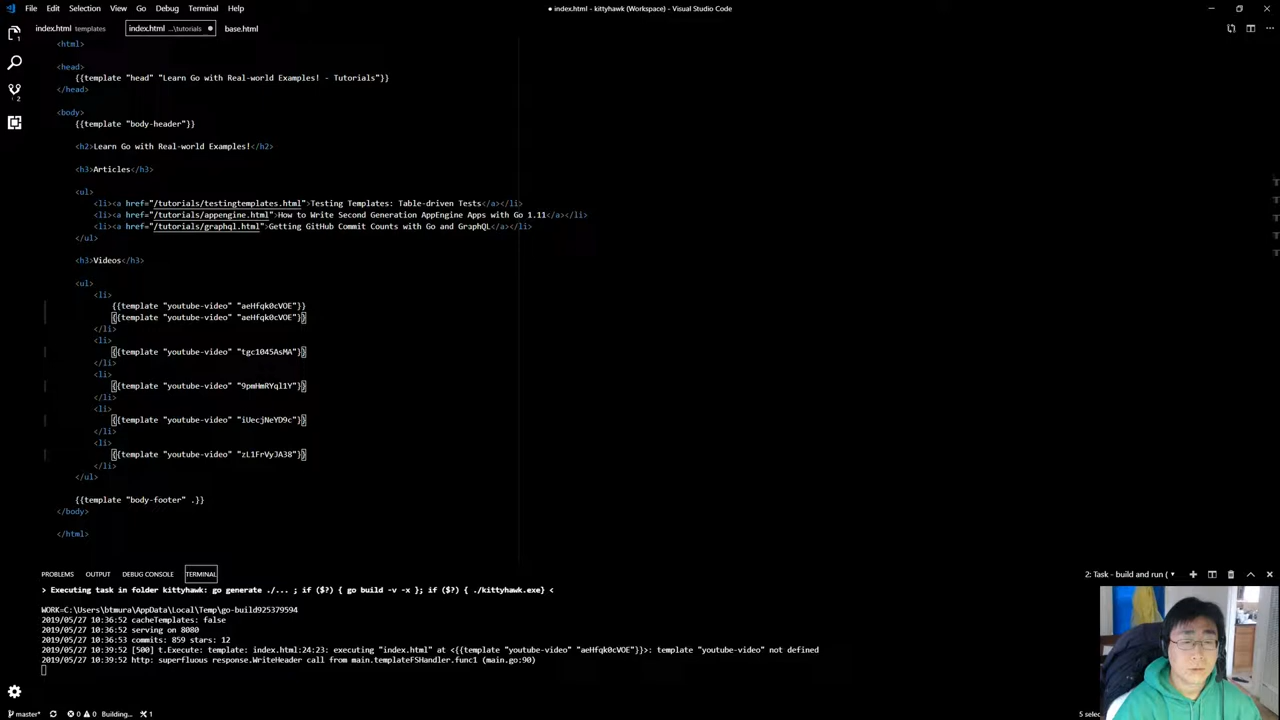 File Edit Selection View Go Debug Terminal Help
● index.html - kittyhawk (Workspace) - Visual Studio Code
index.html templates
index.html ...\tutorials ●
base.html
<html>
<head>
{{template "head" "Learn Go with Real-world Examples! - Tutorials"}}
</head>
<body>
{{template "body-header"}}
<h2>Learn Go with Real-world Examples!</h2>
<h3>Articles</h3>
<ul>
<li><a href="/tutorials/testingtemplates.html">Testing Templates: Table-driven Tests</a></li>
<li><a href="/tutorials/appengine.html">How to Write Second Generation AppEngine Apps with Go 1.11</a></li>
<li><a href="/tutorials/graphql.html">Getting GitHub Commit Counts with Go and GraphQL</a></li>
</ul>
<h3>Videos</h3>
<ul>
<li>
{{template "youtube-video" "aeHfqk0cVOE"}}
{{template "youtube-video" "aeHfqk0cVOE"}}
</li>
<li>
{{template "youtube-video" "tgc1045AsMA"}}
</li>
<li>
{{template "youtube-video" "9pmHmRYql1Y"}}
</li>
<li>
{{template "youtube-video" "iUecjNeYD9c"}}
</li>
<li>
{{template "youtube-video" "zL1FrVyJA38"}}
</li>
</ul>
{{template "body-footer" .}}
</body>
</html>
PROBLEMS OUTPUT DEBUG CONSOLE TERMINAL
2: Task - build and run (
> Executing task in folder kittyhawk: go generate ./... ; if ($?) { go build -v -x }; if ($?) { ./kittyhawk.exe} <
WORK=C:\Users\btmura\AppData\Local\Temp\go-build925379594
2019/05/27 10:36:52 cacheTemplates: false
2019/05/27 10:36:52 serving on 8080
2019/05/27 10:36:53 commits: 859 stars: 12
2019/05/27 10:39:52 [500] t.Execute: template: index.html:24:23: executing "index.html" at <{{template "youtube-video" "aeHfqk0cVOE"}}>: template "youtube-video" not defined
2019/05/27 10:39:52 http: superfluous response.WriteHeader call from main.templateFSHandler.func1 (main.go:90)
master* 0 0 Building... 1
5 selec